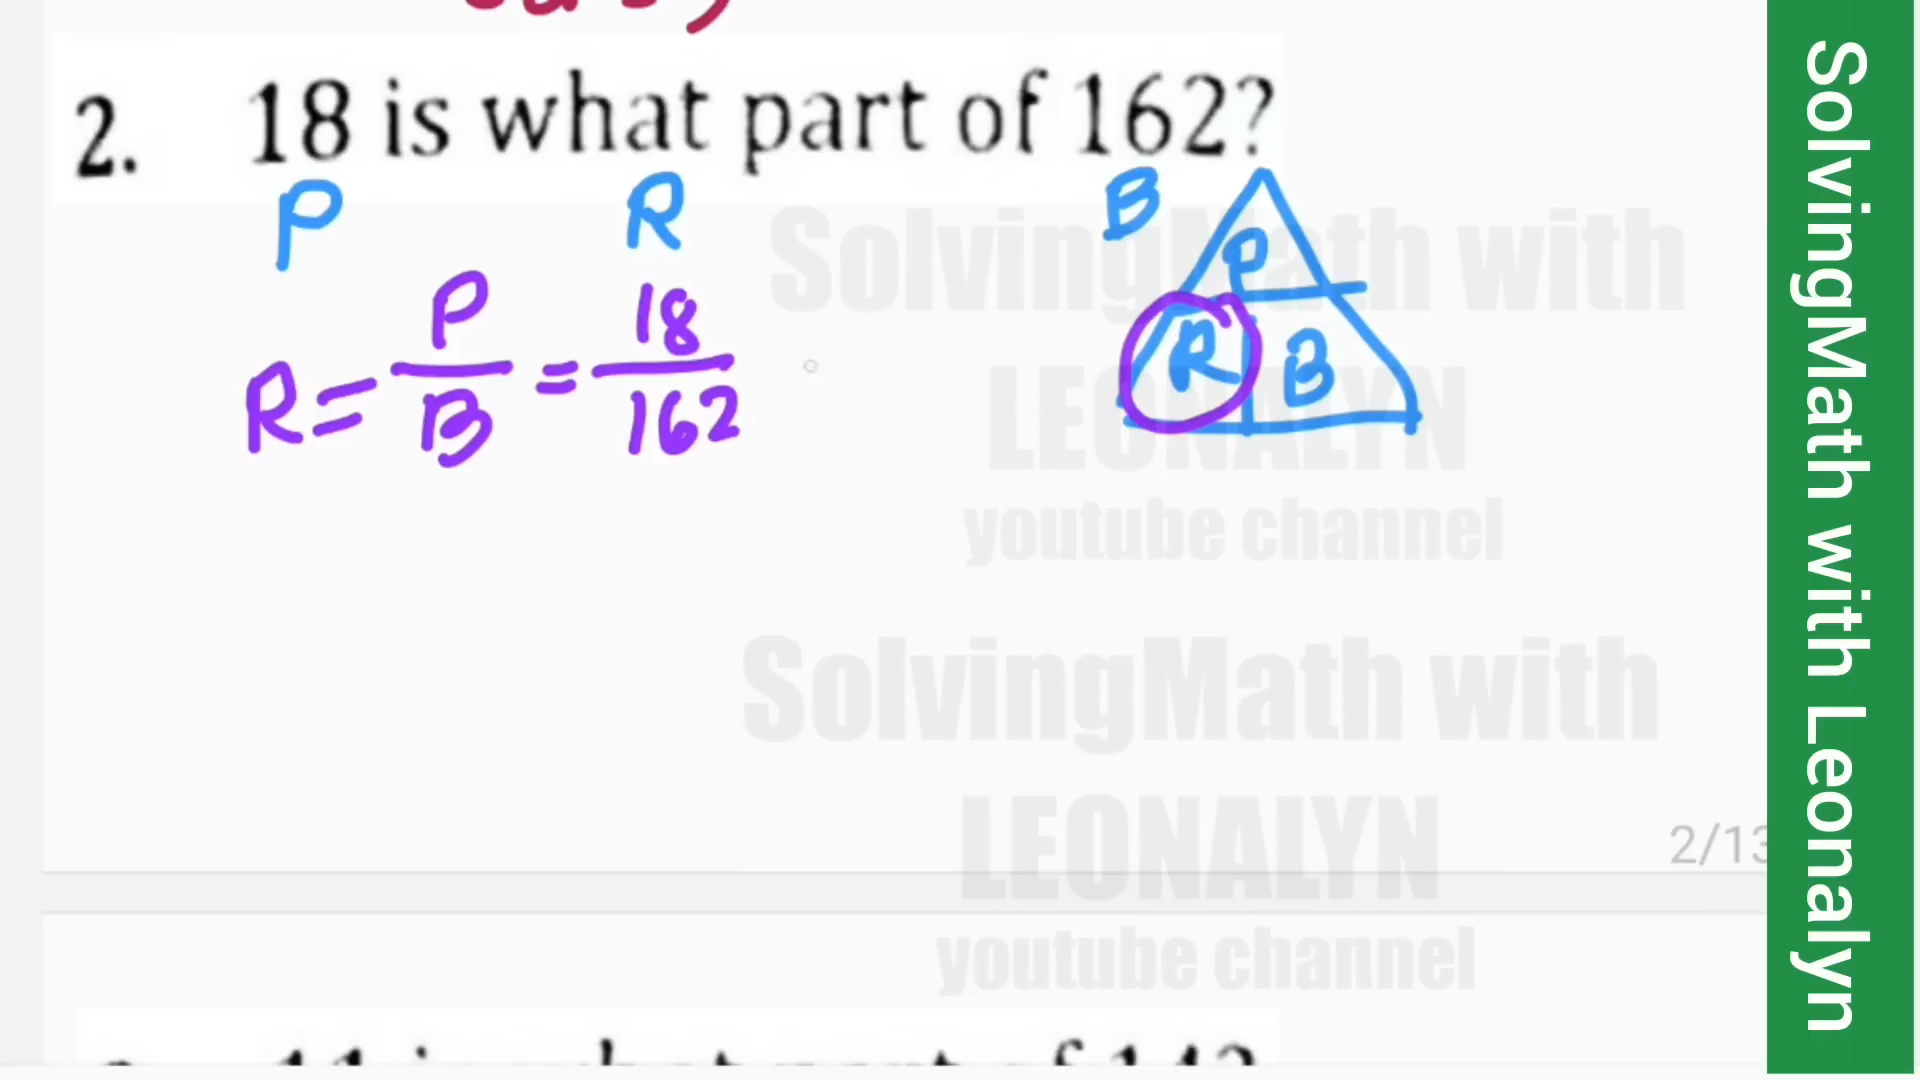 2. 18 is what part of 162?
P R B
P
R = P/B = 18/162
R B
SolvingMath with
LEONALYN
youtube channel
SolvingMath with
LEONALYN
youtube channel
2/13
SolvingMath with Leonalyn